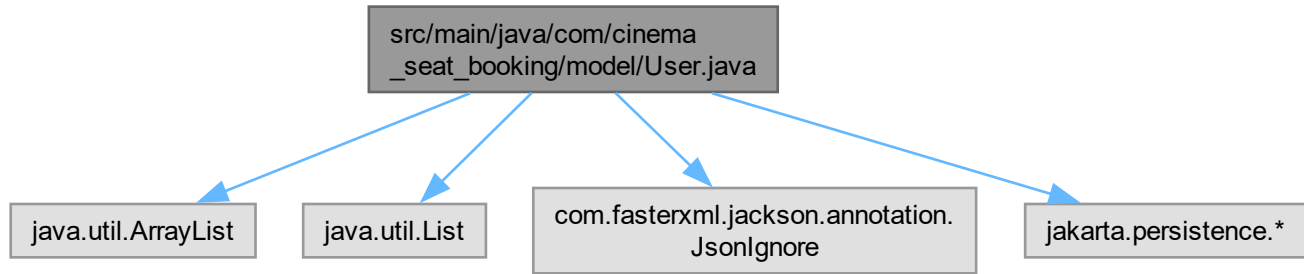 src/main/java/com/cinema
_seat_booking/model/User.java
java.util.ArrayList
java.util.List
com.fasterxml.jackson.annotation.
JsonIgnore
jakarta.persistence.*